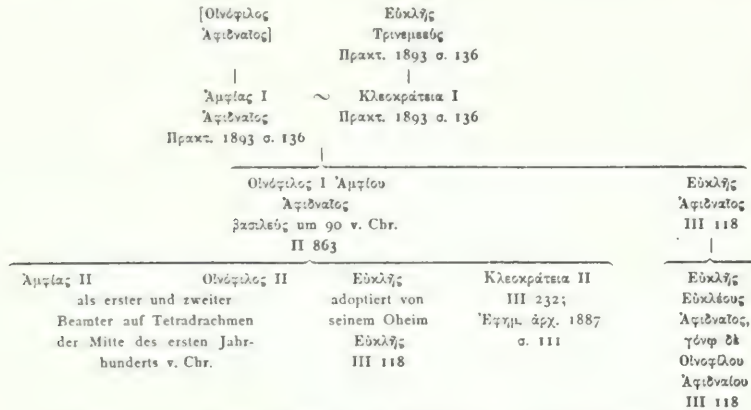 [Οἰνόφιλος
Ἀφιδναῖος]
Εὐκλῆς
Τρινεμεεύς
Πρακτ. 1893 σ. 136
Ἀμφίας I
Ἀφιδναῖος
Πρακτ. 1893 σ. 136
~
Κλεοκράτεια I
Πρακτ. 1893 σ. 136
Οἰνόφιλος I Ἀμφίου
Ἀφιδναῖος
βασιλεύς um 90 v. Chr.
II 863
Εὐκλῆς
Ἀφιδναῖος
III 118
Ἀμφίας II Οἰνόφιλος II
als erster und zweiter
Beamter auf Tetradrachmen
der Mitte des ersten Jahr-
hunderts v. Chr.
Εὐκλῆς
adoptiert von
seinem Oheim
Εὐκλῆς
III 118
Κλεοκράτεια II
III 232;
Ἐφημ. ἀρχ. 1887
σ. 111
Εὐκλῆς
Εὐκλέους
Ἀφιδναῖος,
γόνῳ δὲ
Οἰνοφίλου
Ἀφιδναίου
III 118